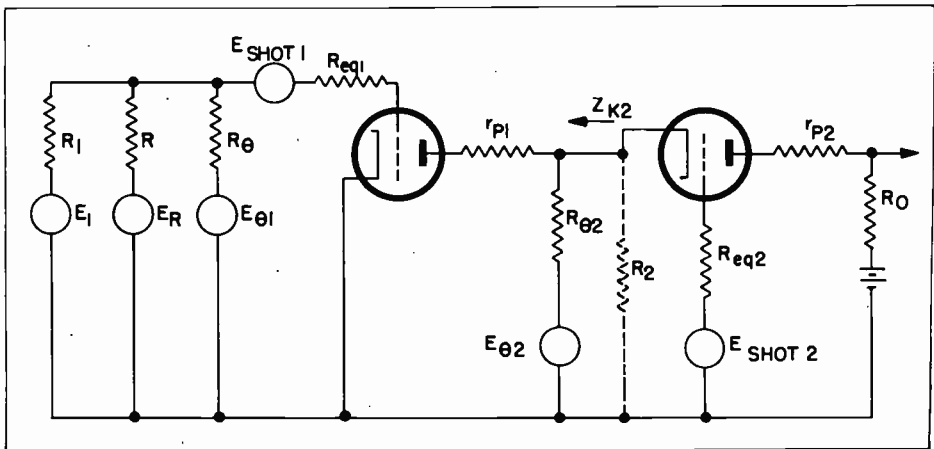 E SHOT 1
Req1
R1
R
Rθ
E1
ER
Eθ1
rP1
ZK2
rP2
Rθ2
R2
Req2
RO
Eθ2
E SHOT 2